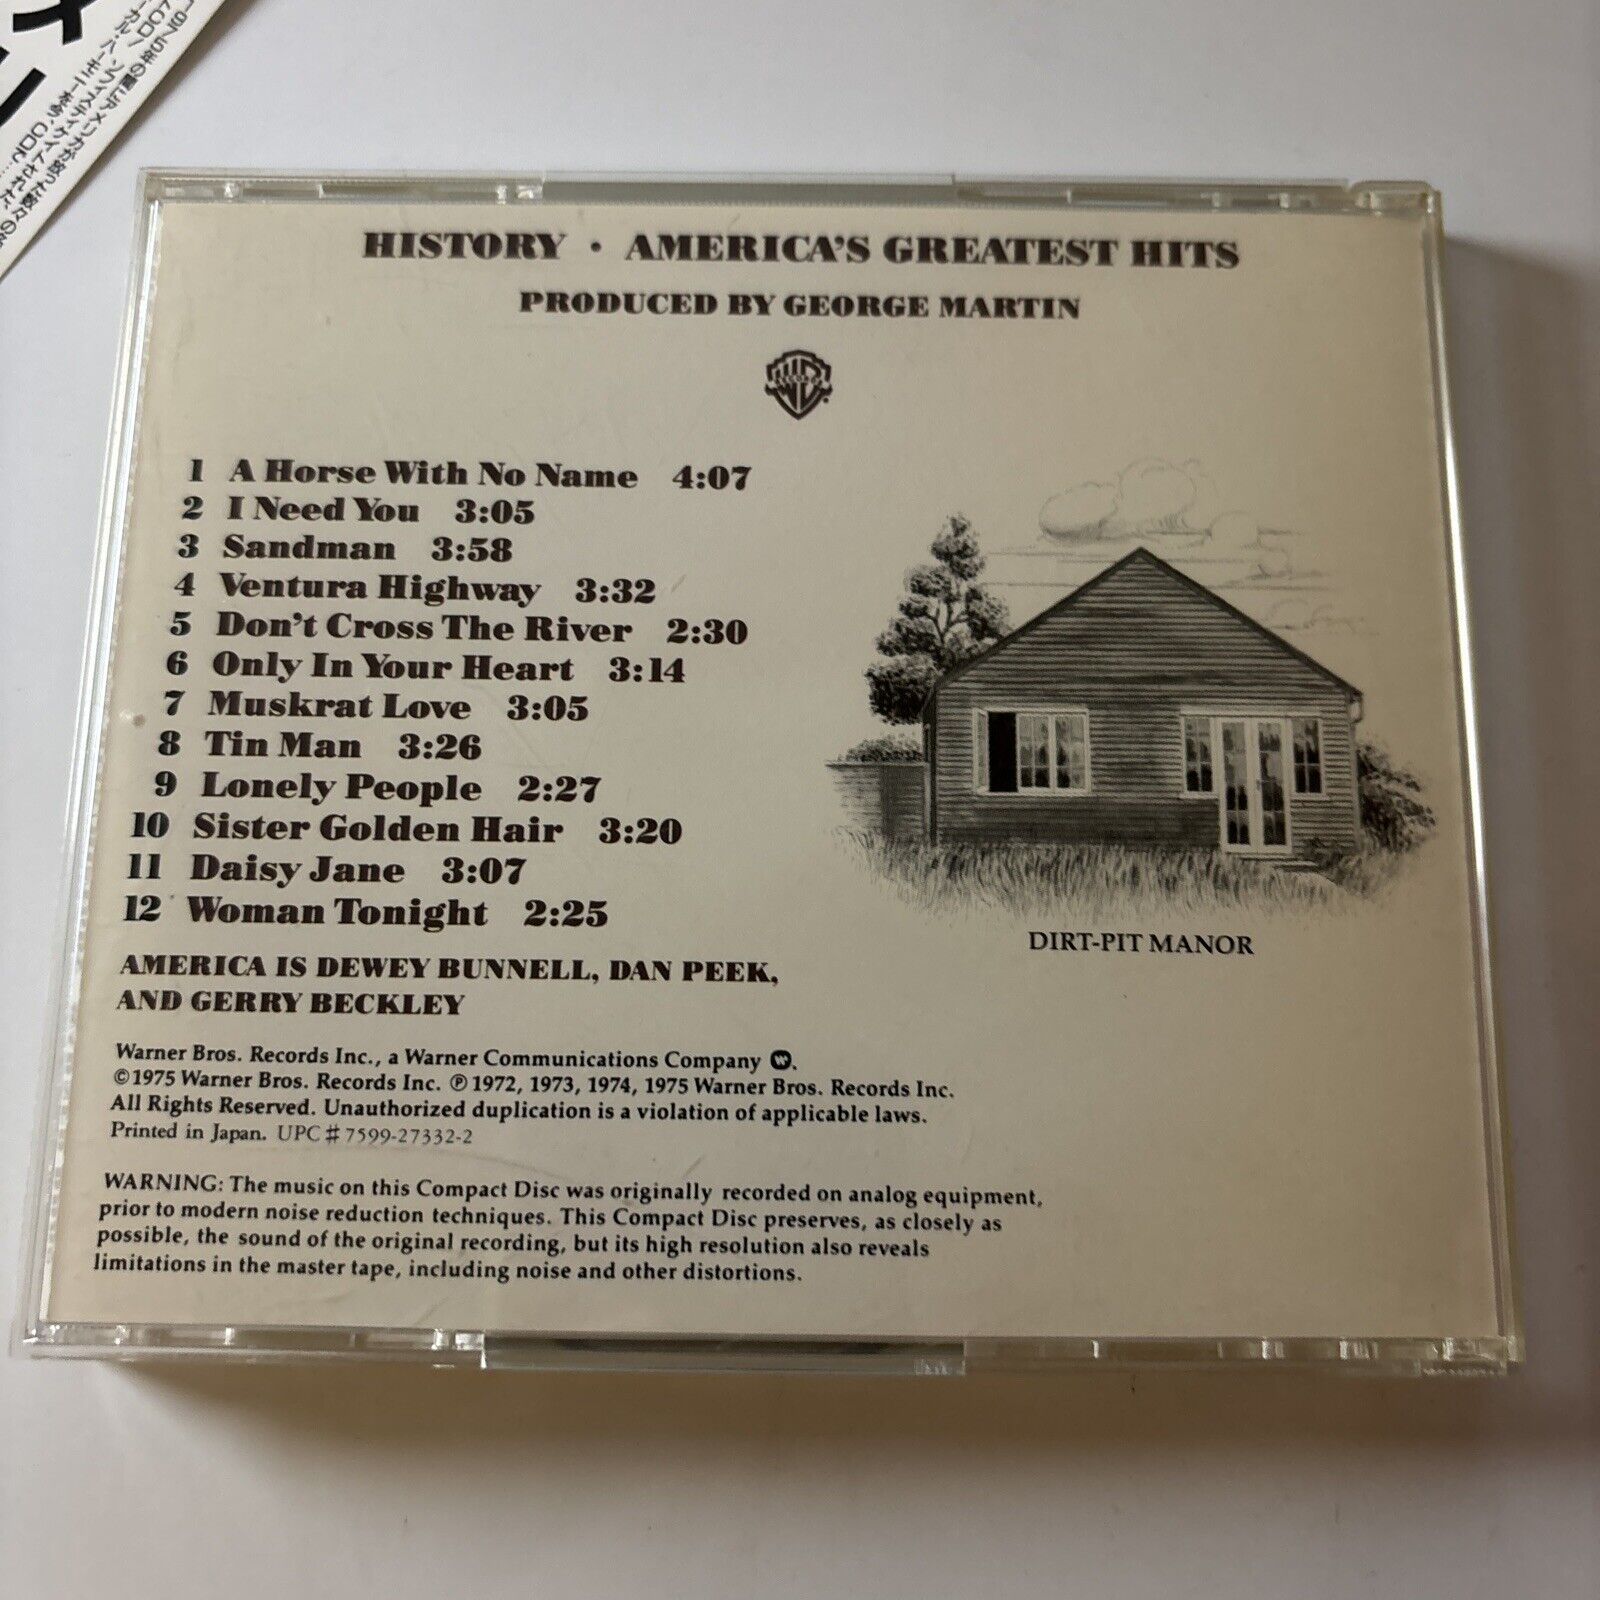 HISTORY • AMERICA'S GREATEST HITS
PRODUCED BY GEORGE MARTIN
WB
RECORDS
1 A Horse With No Name 4:07
2 I Need You 3:05
3 Sandman 3:58
4 Ventura Highway 3:32
5 Don't Cross The River 2:30
6 Only In Your Heart 3:14
7 Muskrat Love 3:05
8 Tin Man 3:26
9 Lonely People 2:27
10 Sister Golden Hair 3:20
11 Daisy Jane 3:07
12 Woman Tonight 2:25
DIRT-PIT MANOR
AMERICA IS DEWEY BUNNELL, DAN PEEK,
AND GERRY BECKLEY
Warner Bros. Records Inc., a Warner Communications Company
©1975 Warner Bros. Records Inc. ℗ 1972, 1973, 1974, 1975 Warner Bros. Records Inc.
All Rights Reserved. Unauthorized duplication is a violation of applicable laws.
Printed in Japan. UPC # 7599-27332-2
WARNING: The music on this Compact Disc was originally recorded on analog equipment,
prior to modern noise reduction techniques. This Compact Disc preserves, as closely as
possible, the sound of the original recording, but its high resolution also reveals
limitations in the master tape, including noise and other distortions.